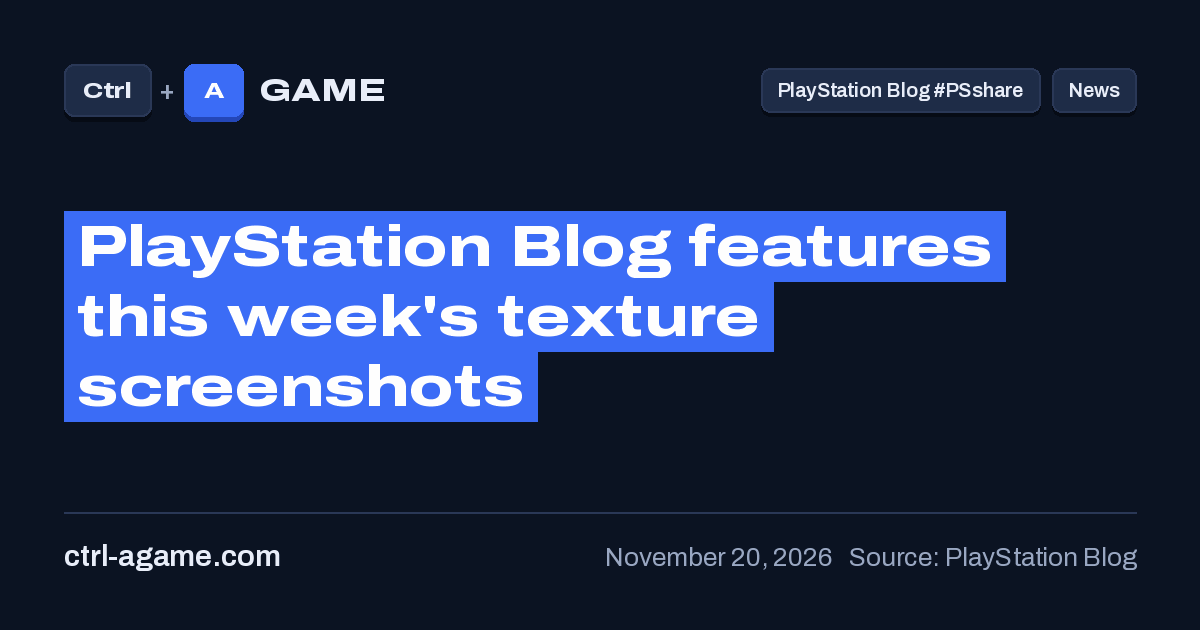 Ctrl + A GAME
PlayStation Blog #PSshare
News
PlayStation Blog features
this week's texture
screenshots
ctrl-agame.com
November 20, 2026 Source: PlayStation Blog